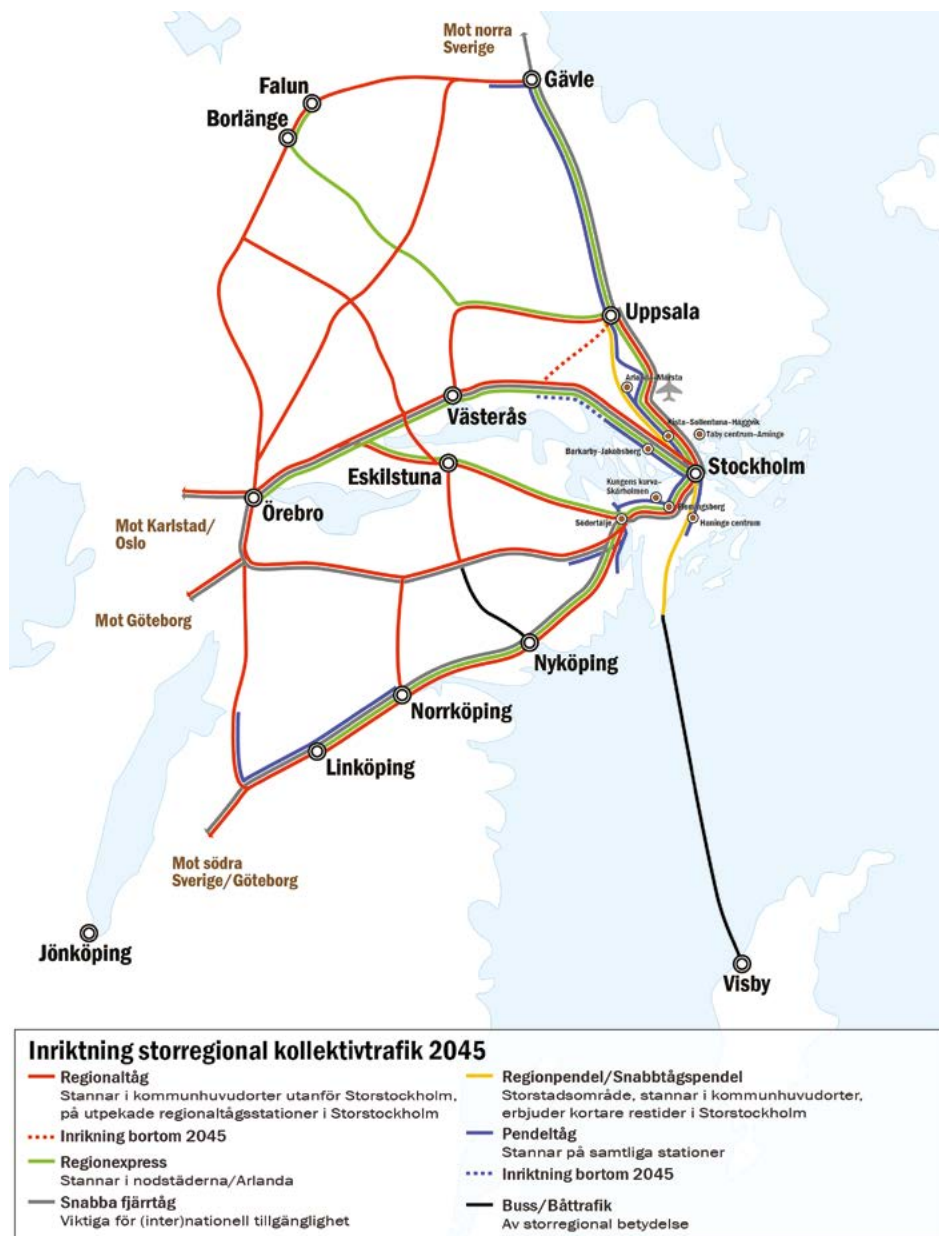 Mot norra
Sverige
Gävle
Falun
Borlänge
Uppsala
Västerås
Täby centrum–Arninge
Barkarby–Jakobsberg
Stockholm
Eskilstuna
Kungens kurva–
Skärholmen
Örebro
Södertälje
Haninge centrum
Mot Karlstad/
Oslo
Mot Göteborg
Nyköping
Norrköping
Linköping
Mot södra
Sverige/Göteborg
Jönköping
Visby
Inriktning storregional kollektivtrafik 2045
Regionaltåg
Stannar i kommunhuvudorter utanför Storstockholm,
på utpekade regionaltågsstationer i Storstockholm
Inrikning bortom 2045
Regionexpress
Stannar i nodstäderna/Arlanda
Snabba fjärrtåg
Viktiga för (inter)nationell tillgänglighet
Regionpendel/Snabbtågspendel
Storstadsområde, stannar i kommunhuvudorter,
erbjuder kortare restider i Storstockholm
Pendeltåg
Stannar på samtliga stationer
Inriktning bortom 2045
Buss/Båttrafik
Av storregional betydelse